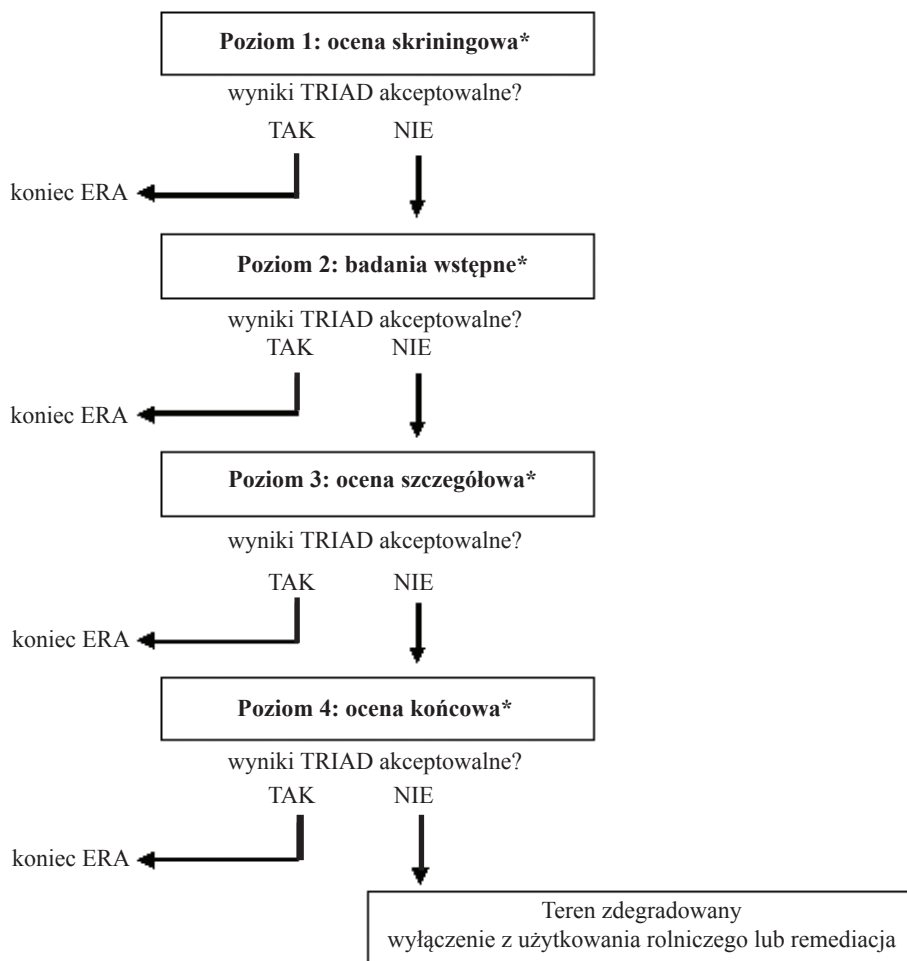 Poziom 1: ocena skriningowa*
wyniki TRIAD akceptowalne?
TAK NIE
koniec ERA
Poziom 2: badania wstępne*
wyniki TRIAD akceptowalne?
TAK NIE
koniec ERA
Poziom 3: ocena szczegółowa*
wyniki TRIAD akceptowalne?
TAK NIE
koniec ERA
Poziom 4: ocena końcowa*
wyniki TRIAD akceptowalne?
TAK NIE
koniec ERA
Teren zdegradowany
wyłączenie z użytkowania rolniczego lub remediacja